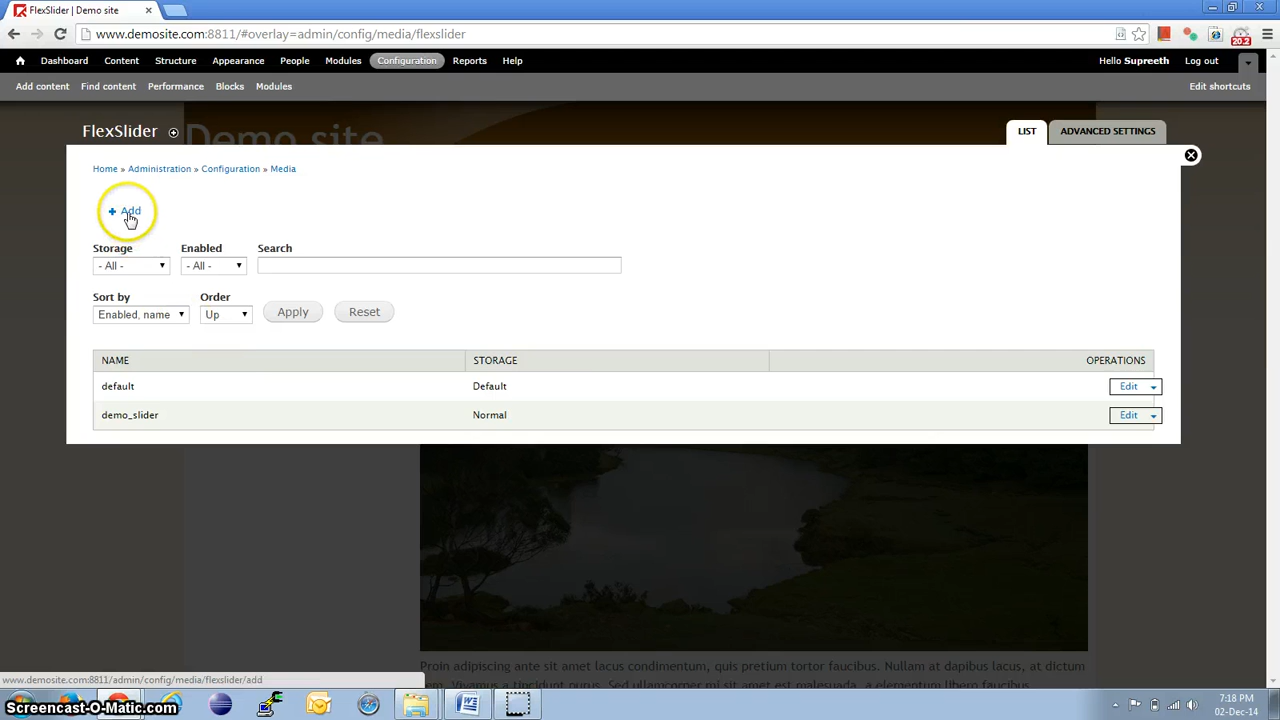 FlexSlider | Demo site
www.demosite.com:8811/#overlay=admin/config/media/flexslider
20.2
Dashboard Content Structure Appearance People Modules Configuration Reports Help Hello Supreeth Log out
Add content Find content Performance Blocks Modules Edit shortcuts
Demo site
FlexSlider LIST ADVANCED SETTINGS
Home » Administration » Configuration » Media
+ Add
Storage Enabled Search
- All - - All -
Sort by Order
Enabled, name Up Apply Reset
NAME STORAGE OPERATIONS
default Default Edit
demo_slider Normal Edit
Proin adipiscing ante sit amet lacus condimentum, quis pretium tortor faucibus. Nullam at dapibus lacus, at dictum
www.demosite.com:8811/admin/config/media/flexslider/add
Screencast-O-Matic.com
7:18 PM
02-Dec-14